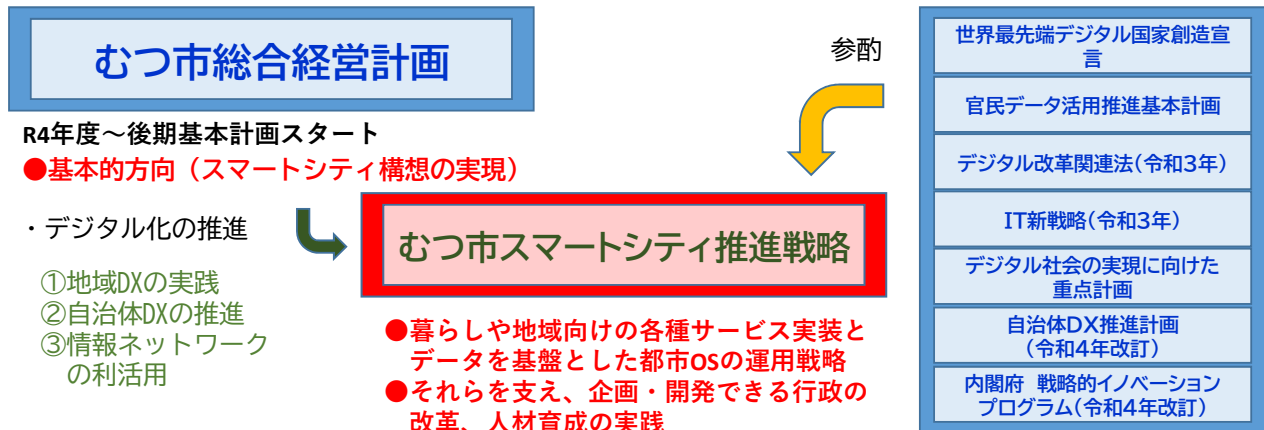 むつ市総合経営計画
R4年度～後期基本計画スタート
●基本的方向（スマートシティ構想の実現）
・デジタル化の推進
①地域DXの実践
②自治体DXの推進
③情報ネットワーク
の利活用
参酌
むつ市スマートシティ推進戦略
●暮らしや地域向けの各種サービス実装と
データを基盤とした都市OSの運用戦略
●それらを支え、企画・開発できる行政の
改革、人材育成の実践
世界最先端デジタル国家創造宣
言
官民データ活用推進基本計画
デジタル改革関連法(令和3年)
IT新戦略(令和3年)
デジタル社会の実現に向けた
重点計画
自治体DX推進計画
(令和4年改訂)
内閣府 戦略的イノベーション
プログラム(令和4年改訂)